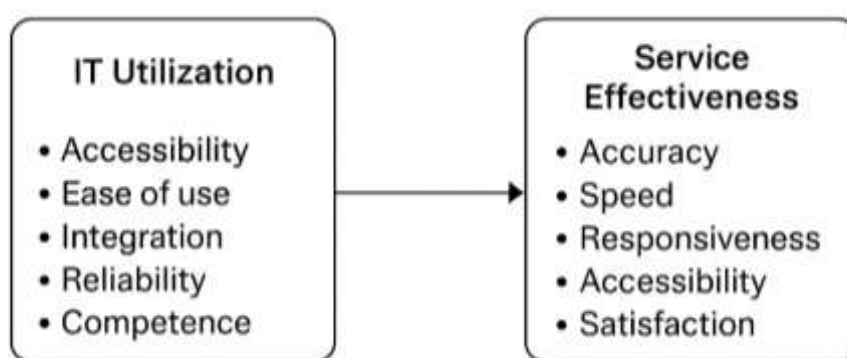 IT Utilization
• Accessibility
• Ease of use
• Integration
• Reliability
• Competence
Service
Effectiveness
• Accuracy
• Speed
• Responsiveness
• Accessibility
• Satisfaction